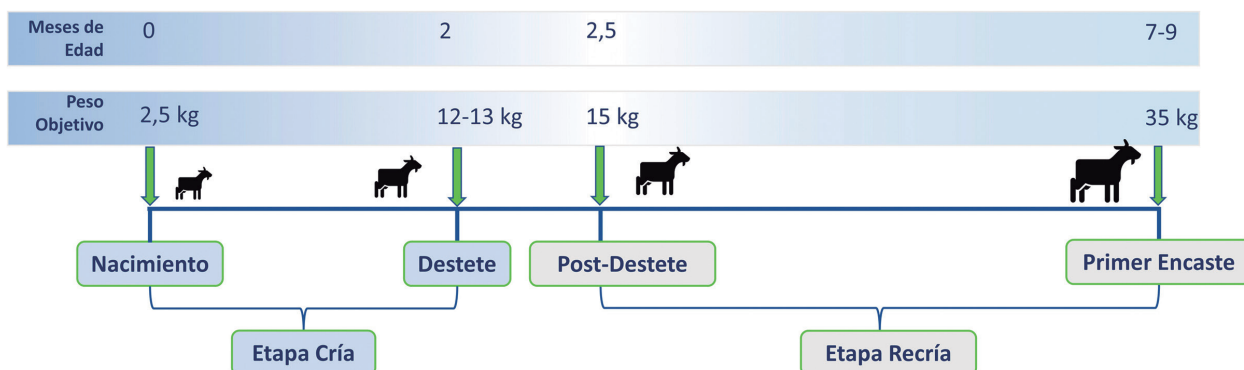 Meses de
Edad
0
2
2,5
7-9
Peso
Objetivo
2,5 kg
12-13 kg
15 kg
35 kg
Nacimiento
Destete
Post-Destete
Primer Encaste
Etapa Cría
Etapa Recría